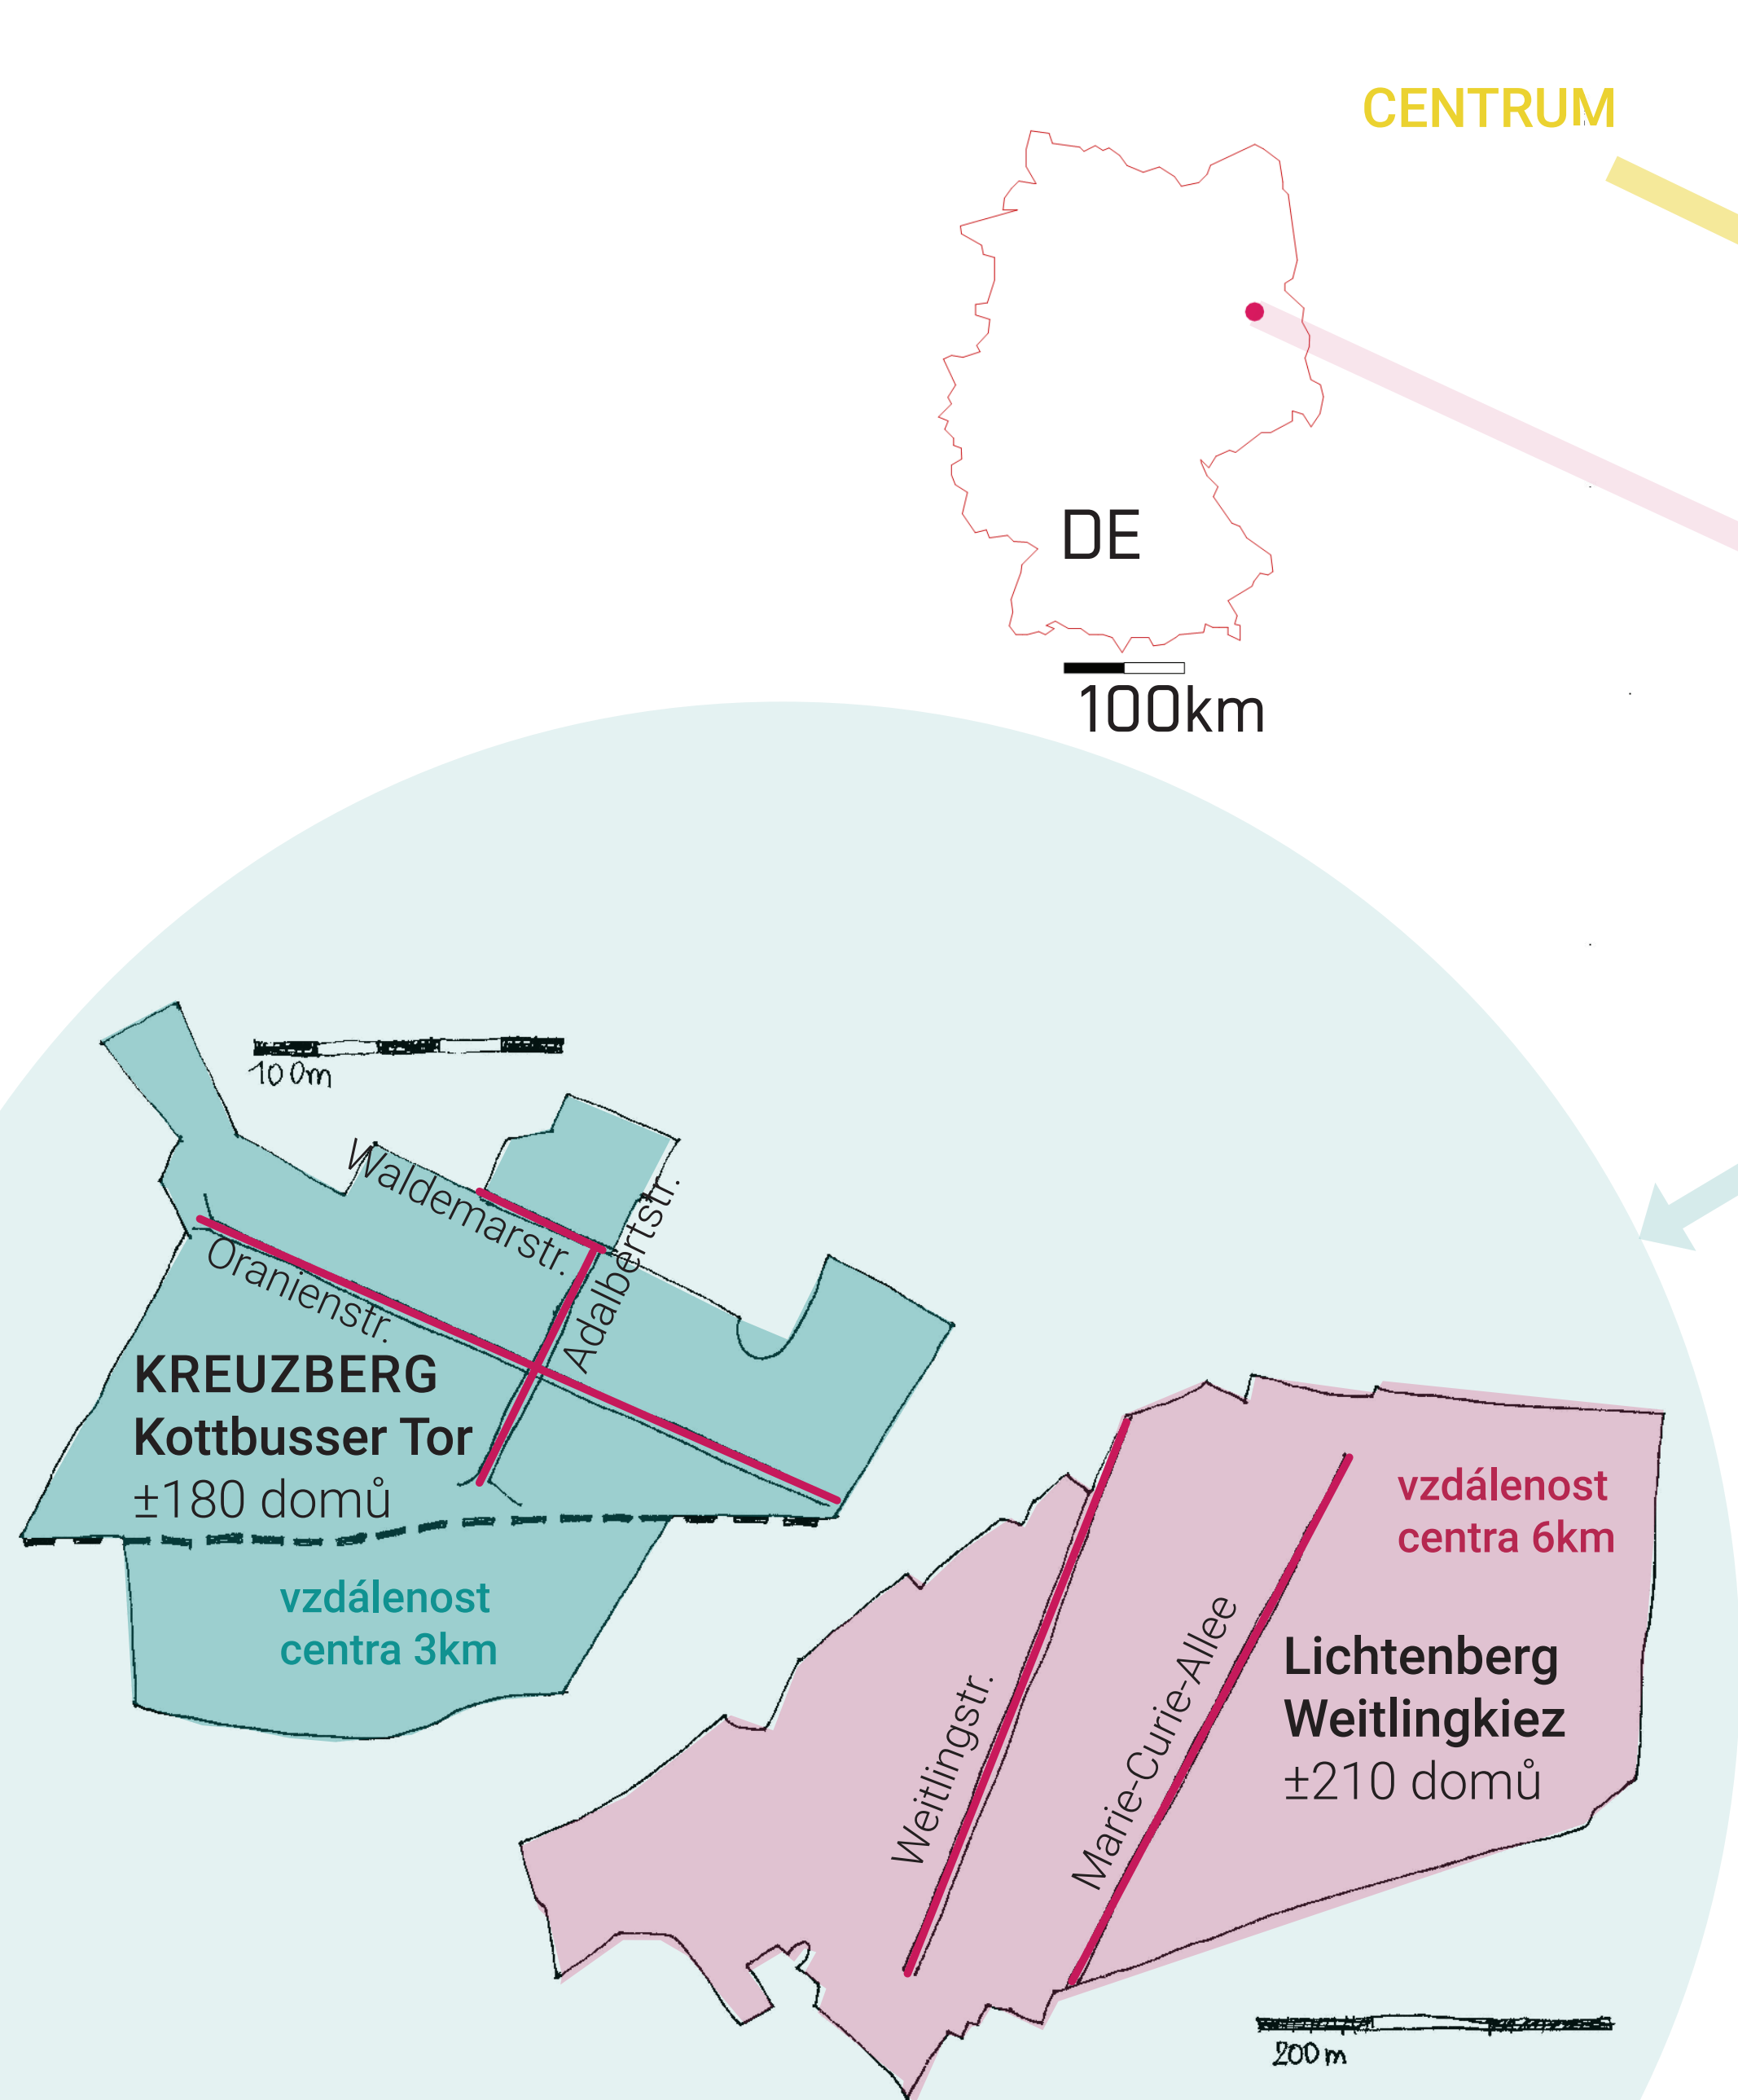 CENTRUM
DE
100km
100m
Waldemarstr.
Adalbertstr.
Oranienstr.
KREUZBERG
Kottbusser Tor
±180 domů
vzdálenost
centra 3km
vzdálenost
centra 6km
Lichtenberg
Weitlingkiez
±210 domů
Weitlingstr.
Marie-Curie-Allee
200m